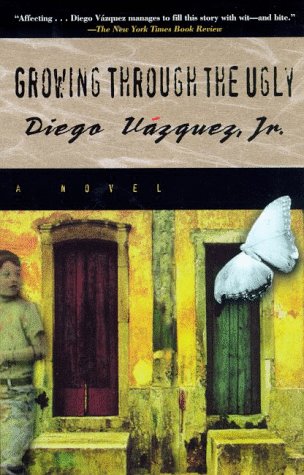 "Affecting . . . Diego Vázquez manages to fill this story with wit—and bite."
—The New York Times Book Review
GROWING THROUGH THE UGLY
Diego Vázquez, Jr.
A NOVEL